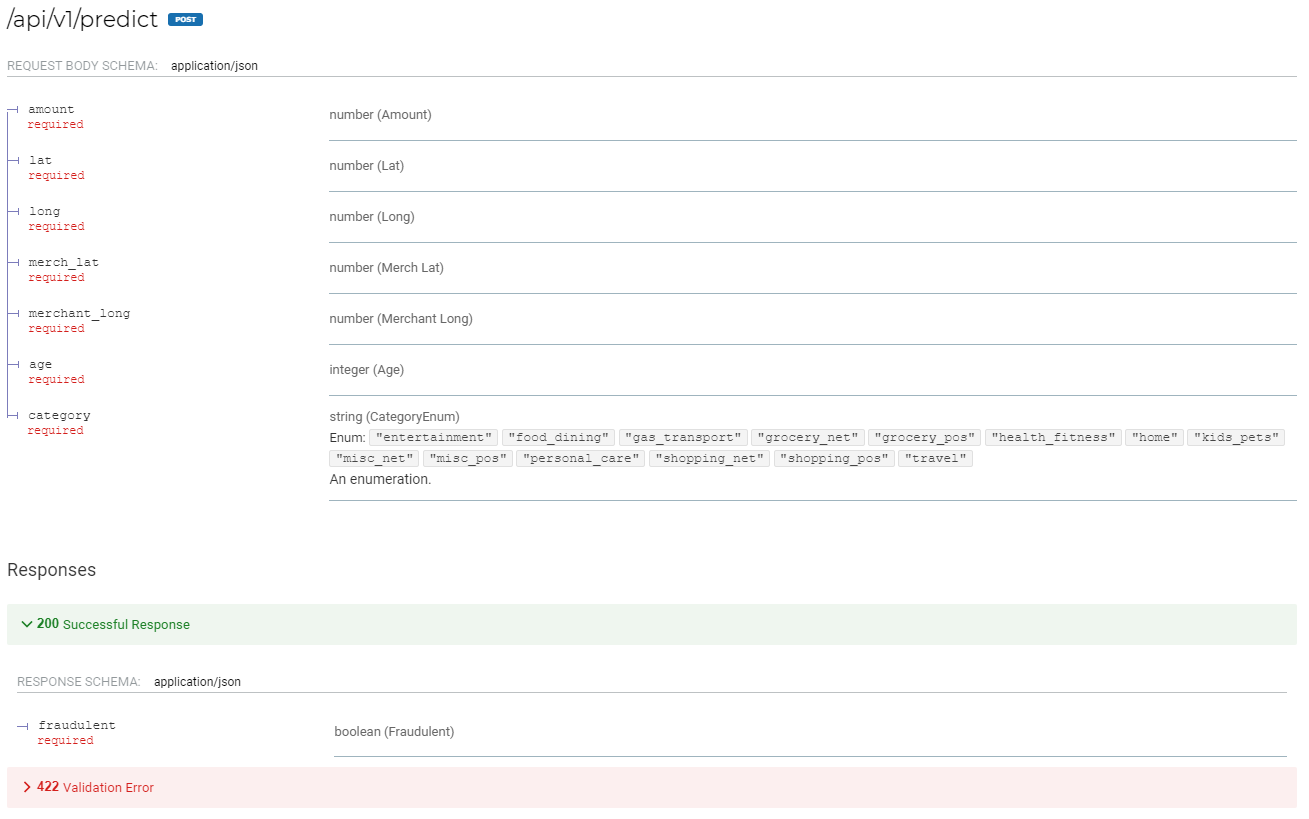 /api/v1/predict POST
REQUEST BODY SCHEMA: application/json
amount
required
number (Amount)
lat
required
number (Lat)
long
required
number (Long)
merch_lat
required
number (Merch Lat)
merchant_long
required
number (Merchant Long)
age
required
integer (Age)
category
required
string (CategoryEnum)
Enum: "entertainment" "food_dining" "gas_transport" "grocery_net" "grocery_pos" "health_fitness" "home" "kids_pets"
"misc_net" "misc_pos" "personal_care" "shopping_net" "shopping_pos" "travel"
An enumeration.
Responses
200 Successful Response
RESPONSE SCHEMA: application/json
fraudulent
required
boolean (Fraudulent)
422 Validation Error